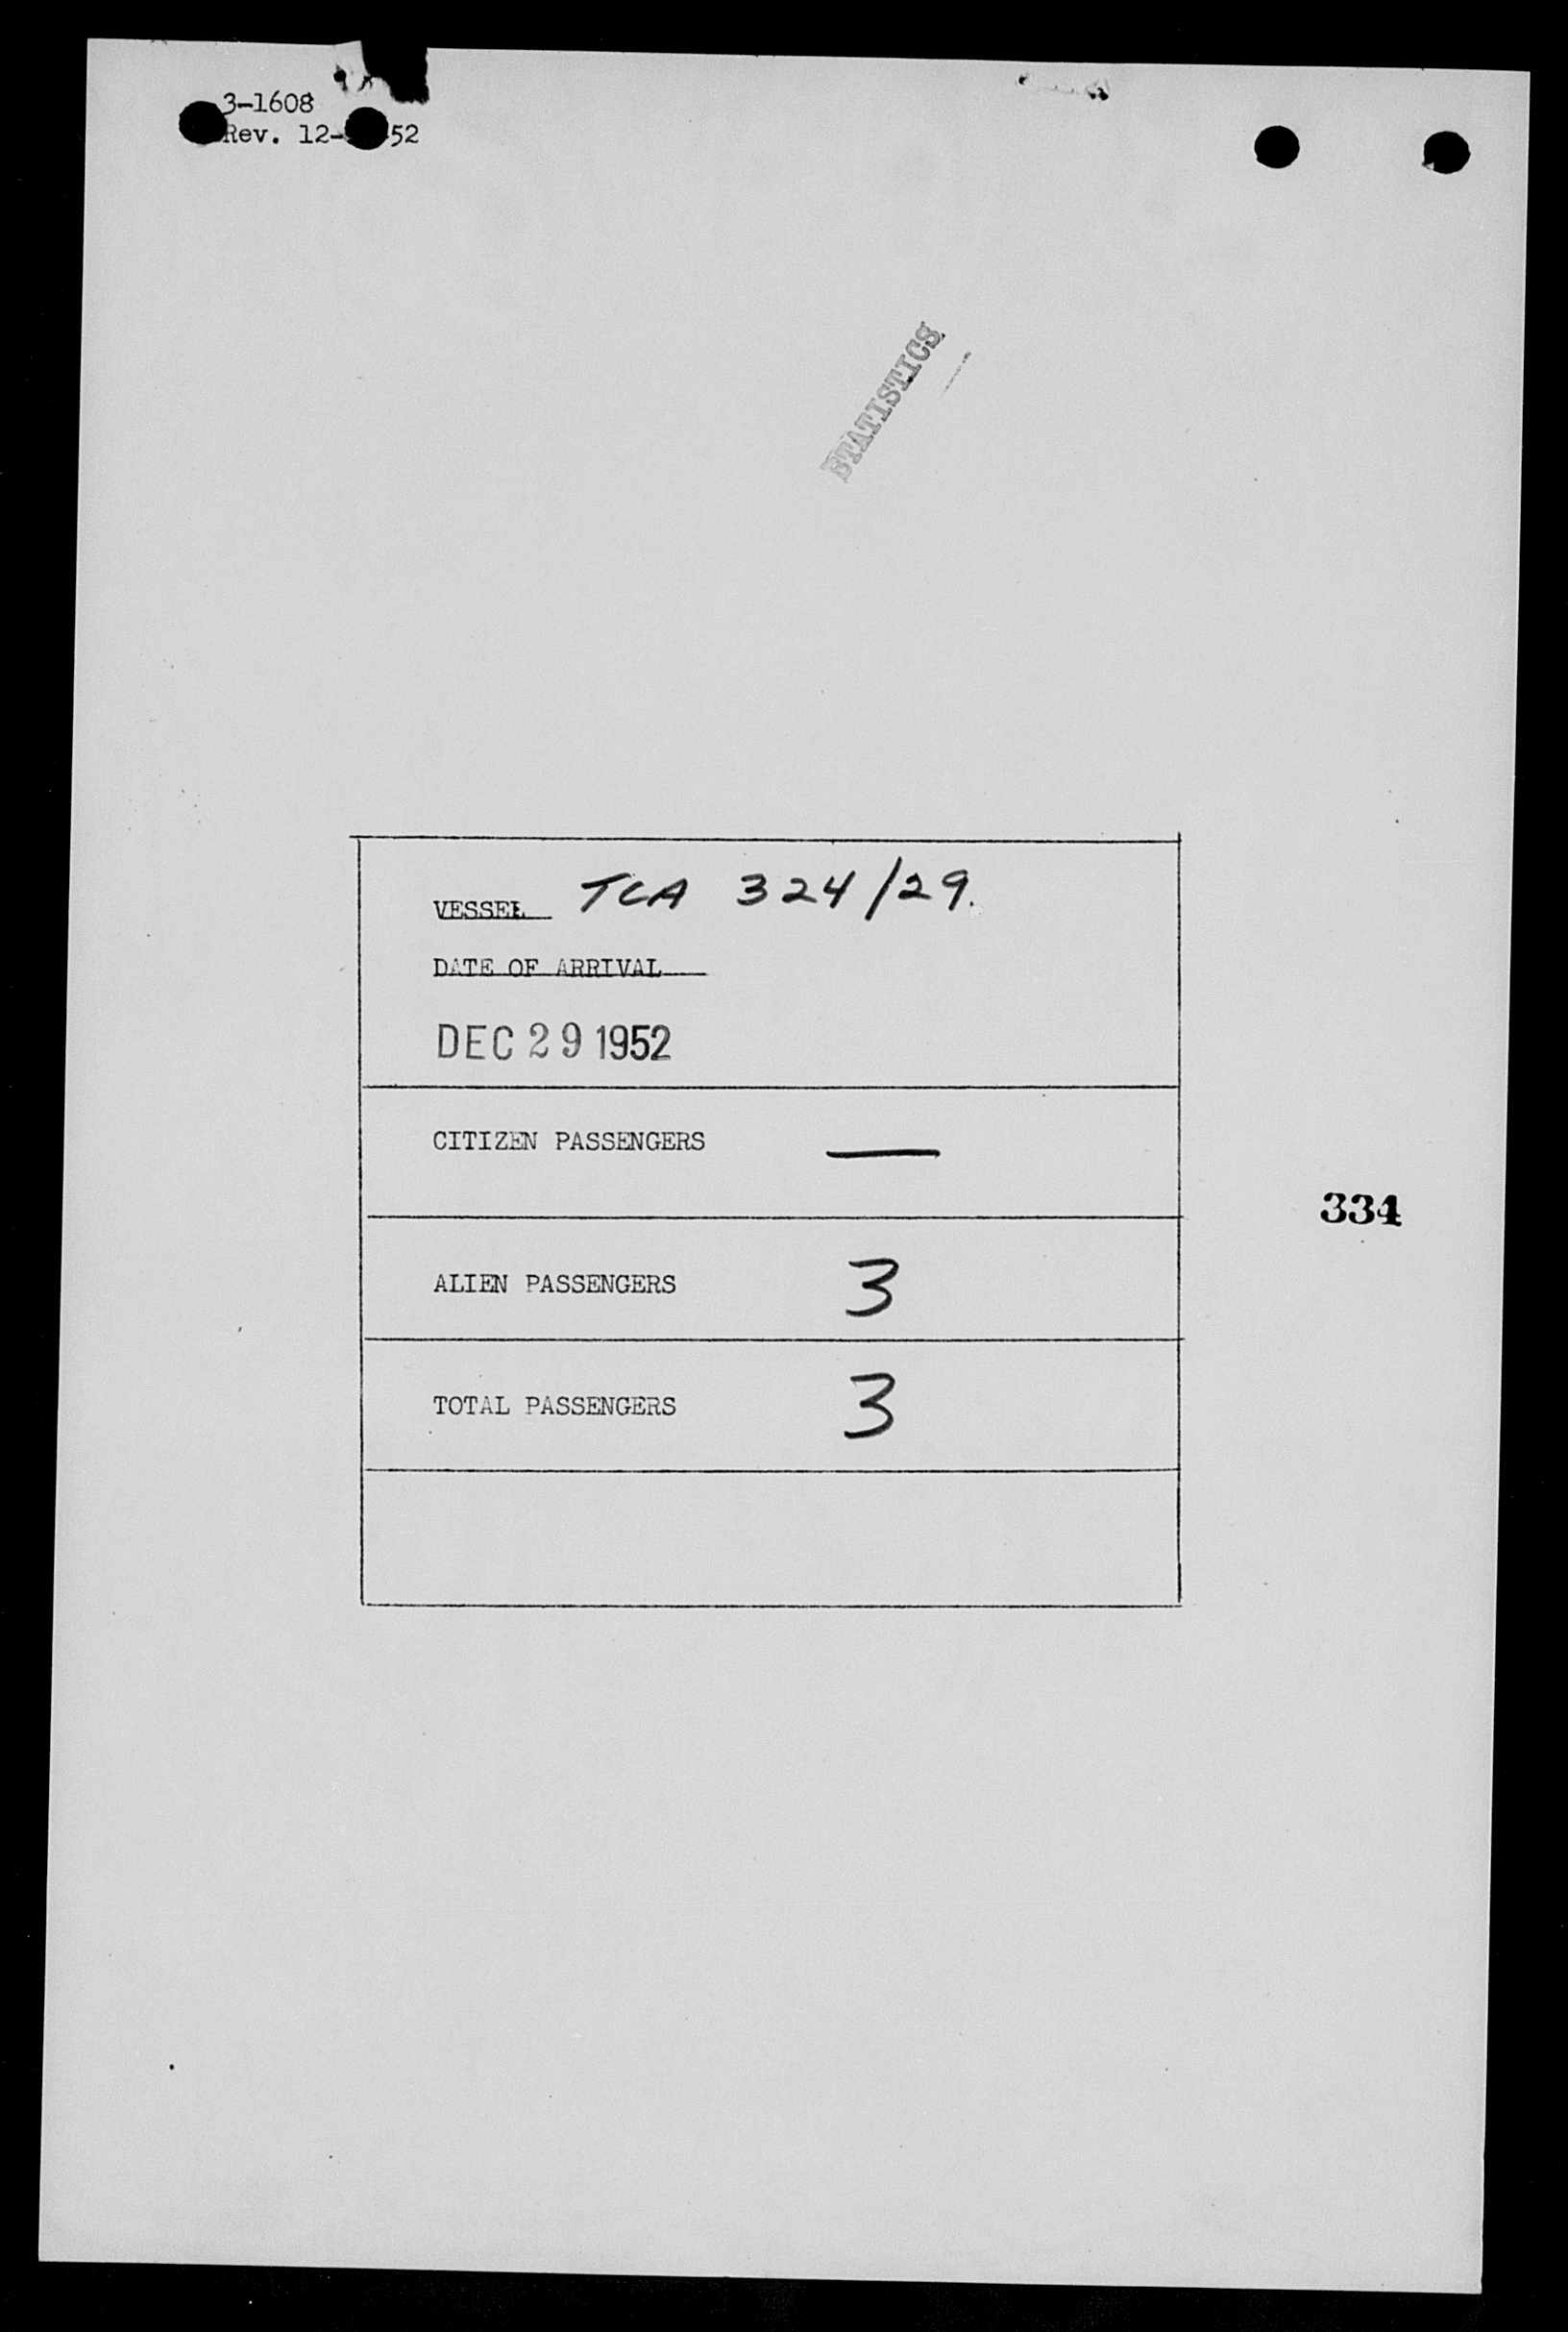 3-1608
Rev. 12- 52
STATISTICS
VESSEL TCA 324/29.
DATE OF ARRIVAL
DEC 29 1952
CITIZEN PASSENGERS —
334
ALIEN PASSENGERS 3
TOTAL PASSENGERS 3